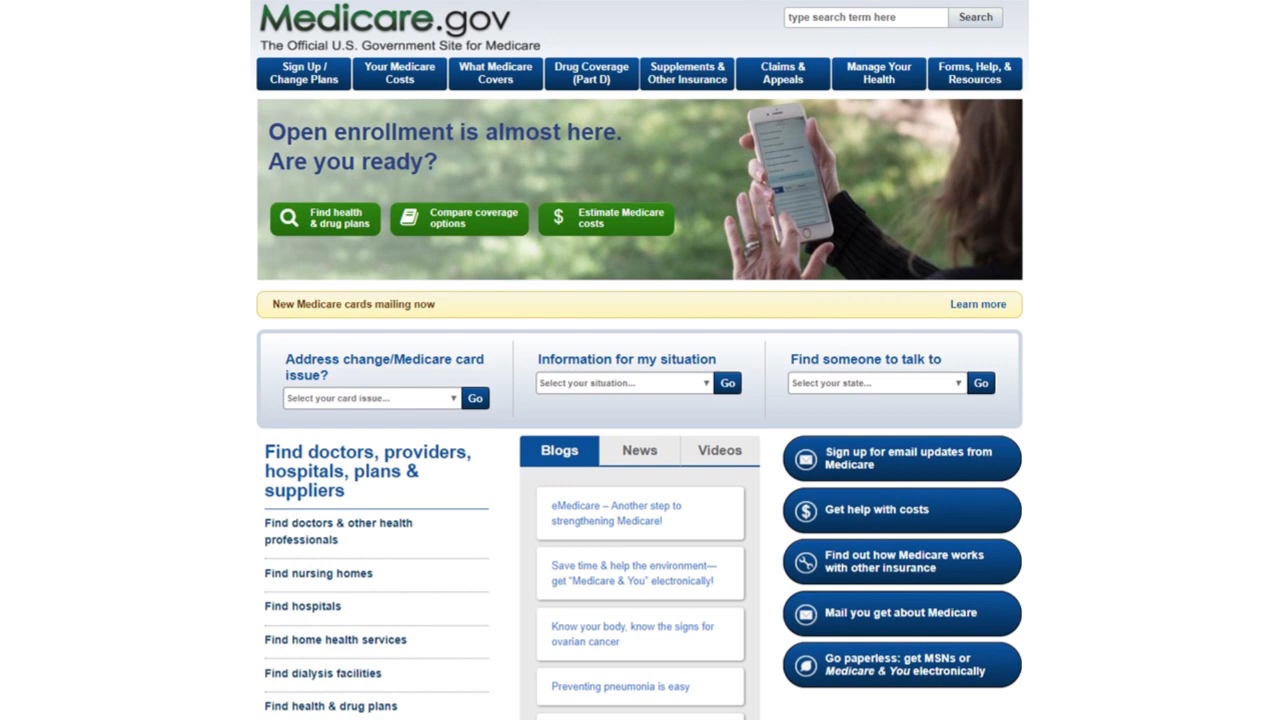 Medicare.gov
The Official U.S. Government Site for Medicare
type search term here
Search
Sign Up /
Change Plans
Your Medicare
Costs
What Medicare
Covers
Drug Coverage
(Part D)
Supplements &
Other Insurance
Claims &
Appeals
Manage Your
Health
Forms, Help, &
Resources
Open enrollment is almost here.
Are you ready?
Find health
& drug plans
Compare coverage
options
$
Estimate Medicare
costs
New Medicare cards mailing now
Learn more
Address change/Medicare card
issue?
Select your card issue...
Go
Information for my situation
Select your situation...
Go
Find someone to talk to
Select your state...
Go
Find doctors, providers,
hospitals, plans &
suppliers
Find doctors & other health
professionals
Find nursing homes
Find hospitals
Find home health services
Find dialysis facilities
Find health & drug plans
Blogs
News
Videos
eMedicare – Another step to
strengthening Medicare!
Save time & help the environment—
get “Medicare & You” electronically!
Know your body, know the signs for
ovarian cancer
Preventing pneumonia is easy
Sign up for email updates from
Medicare
$
Get help with costs
Find out how Medicare works
with other insurance
Mail you get about Medicare
Go paperless: get MSNs or
Medicare & You electronically